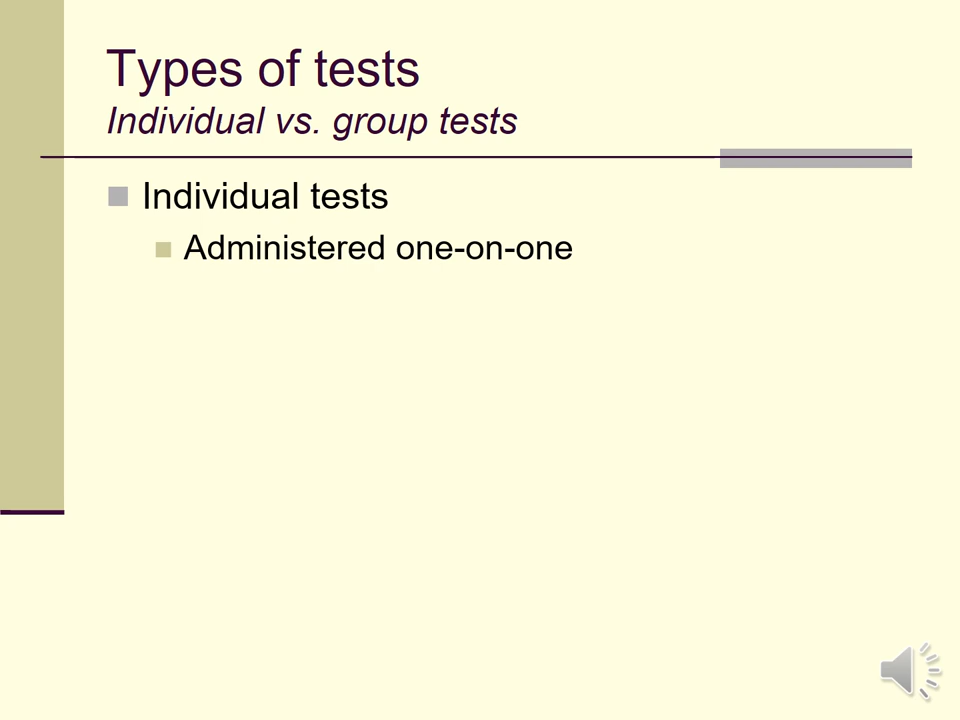 Types of tests
Individual vs. group tests
Individual tests
Administered one-on-one